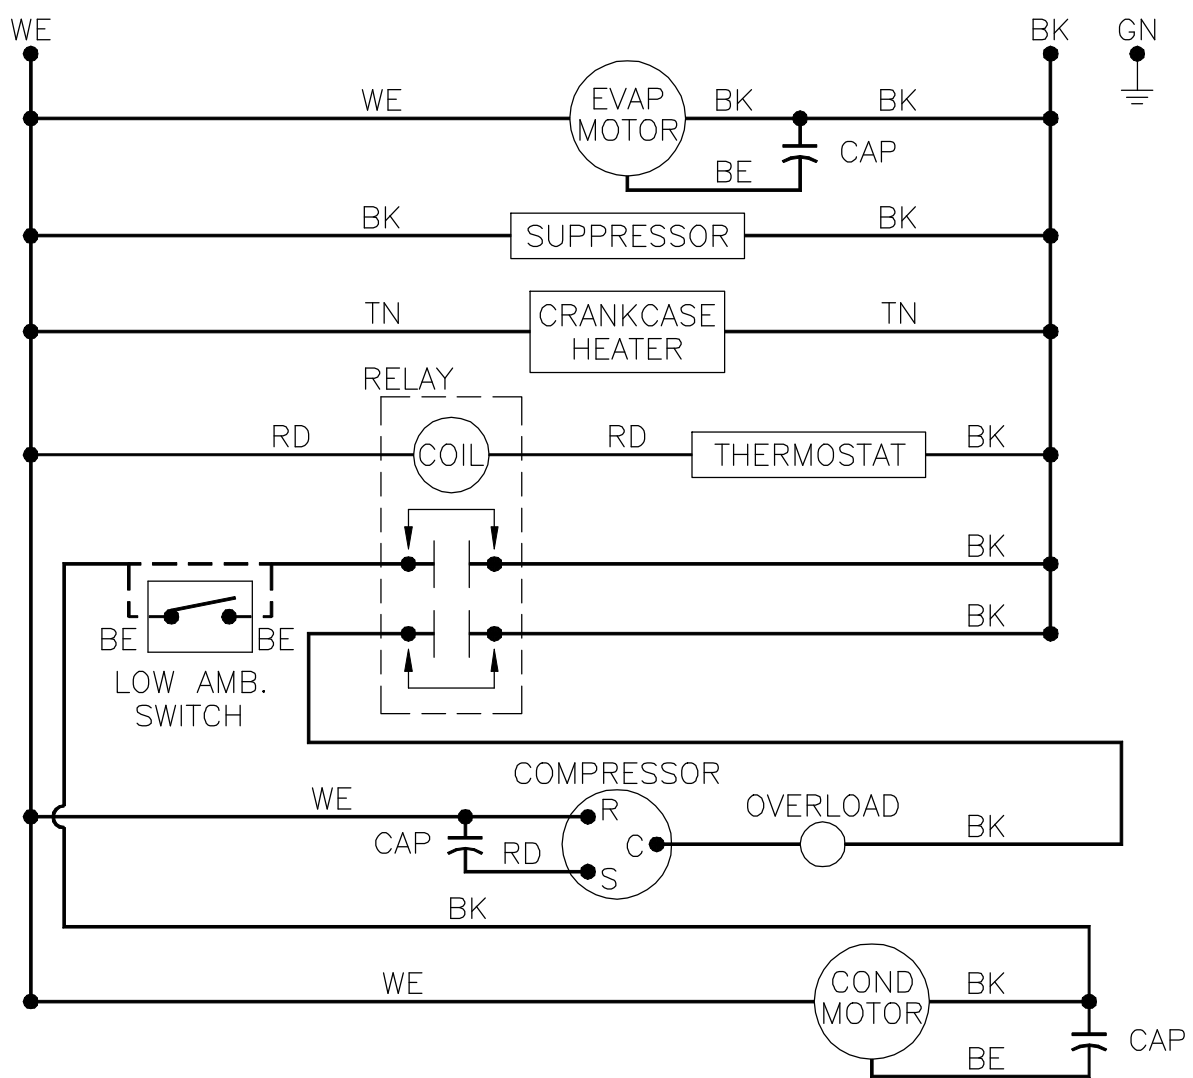 WE
BK
GN
WE
EVAP
MOTOR
BK
BK
CAP
BE
BK
SUPPRESSOR
BK
TN
CRANKCASE
HEATER
TN
RELAY
RD
COIL
RD
THERMOSTAT
BK
BK
BK
BE
BE
LOW AMB.
SWITCH
COMPRESSOR
WE
R
OVERLOAD
BK
CAP
RD
C
S
BK
WE
COND
MOTOR
BK
CAP
BE